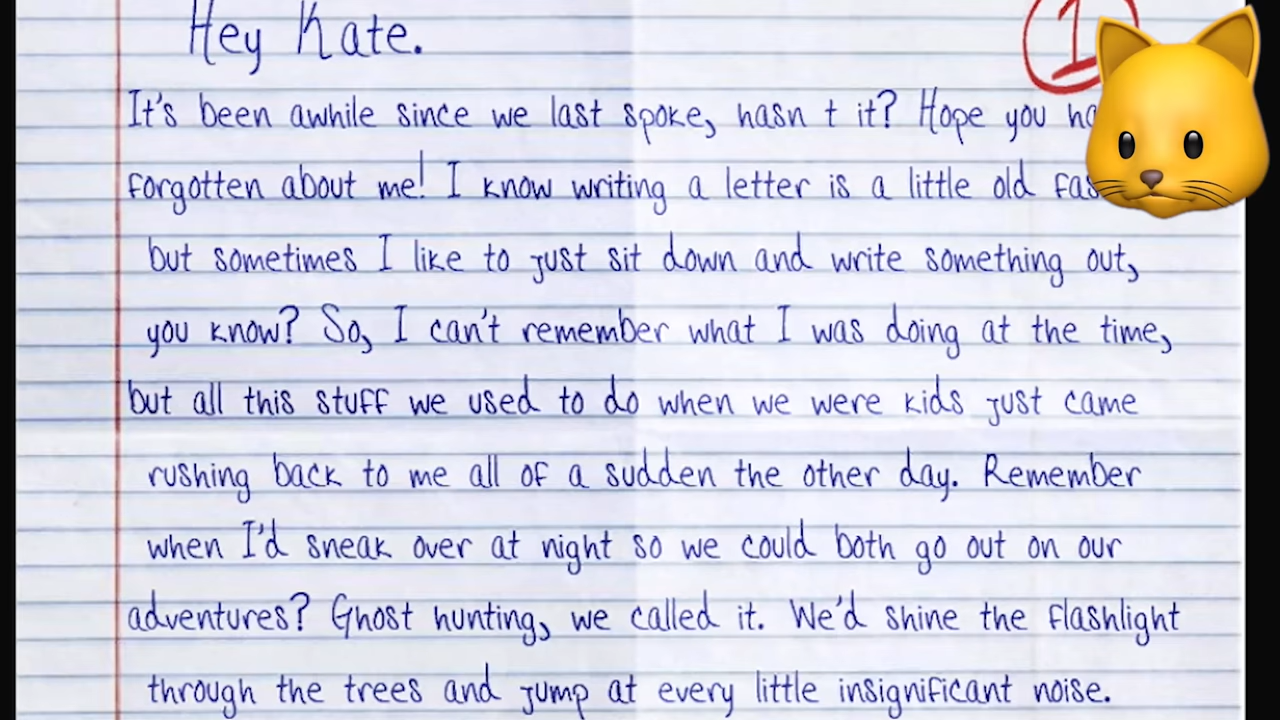 Hey Kate.
1
It's been awhile since we last spoke, hasn t it? Hope you
forgotten about me! I know writing a letter is a little old
but sometimes I like to just sit down and write something out,
you know? So, I can't remember what I was doing at the time,
but all this stuff we used to do when we were kids just came
rushing back to me all of a sudden the other day. Remember
when I'd sneak over at night so we could both go out on our
adventures? Ghost hunting, we called it. We'd shine the flashlight
through the trees and jump at every little insignificant noise.